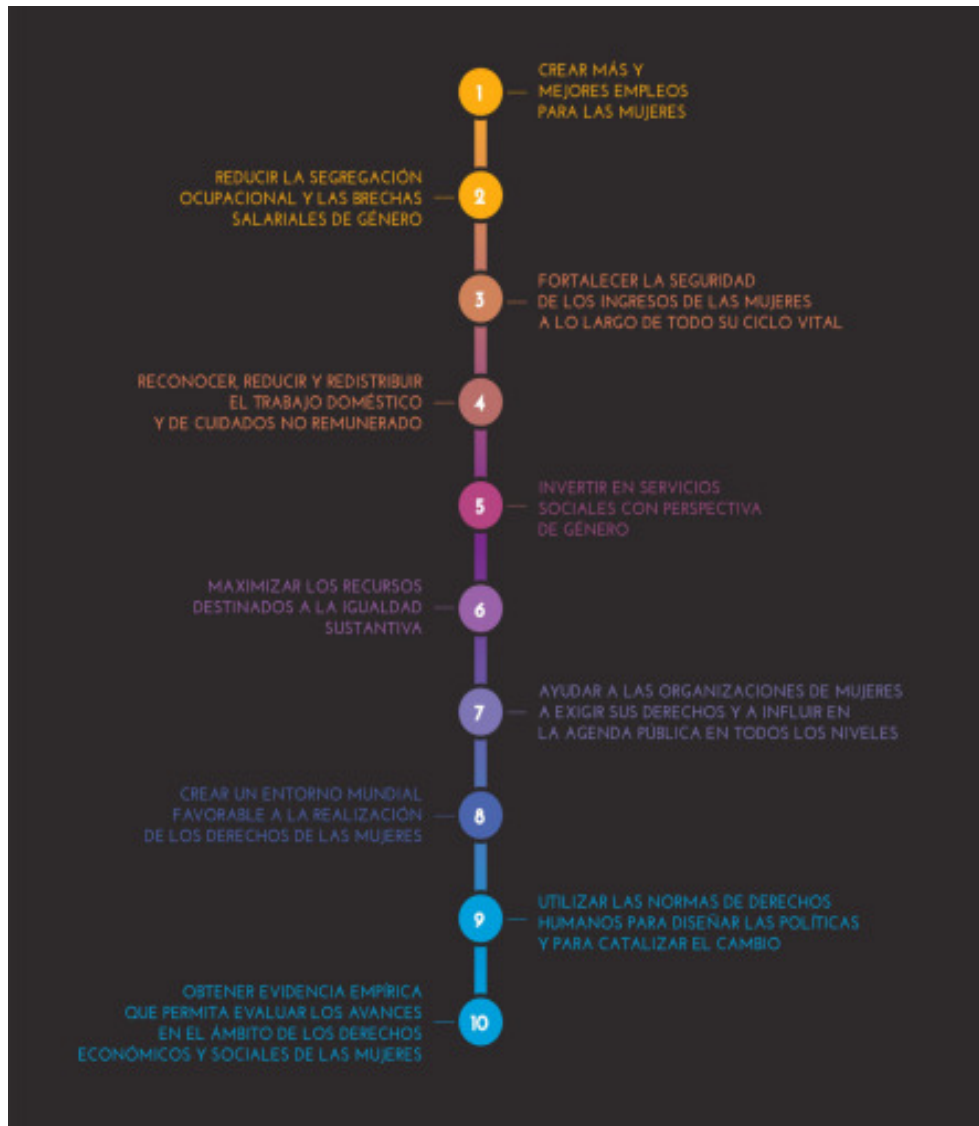 1
CREAR MÁS Y
MEJORES EMPLEOS
PARA LAS MUJERES
REDUCIR LA SEGREGACIÓN
OCUPACIONAL Y LAS BRECHAS
SALARIALES DE GÉNERO
2
3
FORTALECER LA SEGURIDAD
DE LOS INGRESOS DE LAS MUJERES
A LO LARGO DE TODO SU CICLO VITAL
RECONOCER, REDUCIR Y REDISTRIBUIR
EL TRABAJO DOMÉSTICO
Y DE CUIDADOS NO REMUNERADO
4
5
INVERTIR EN SERVICIOS
SOCIALES CON PERSPECTIVA
DE GÉNERO
MAXIMIZAR LOS RECURSOS
DESTINADOS A LA IGUALDAD
SUSTANTIVA
6
7
AYUDAR A LAS ORGANIZACIONES DE MUJERES
A EXIGIR SUS DERECHOS Y A INFLUIR EN
LA AGENDA PÚBLICA EN TODOS LOS NIVELES
CREAR UN ENTORNO MUNDIAL
FAVORABLE A LA REALIZACIÓN
DE LOS DERECHOS DE LAS MUJERES
8
9
UTILIZAR LAS NORMAS DE DERECHOS
HUMANOS PARA DISEÑAR LAS POLÍTICAS
Y PARA CATALIZAR EL CAMBIO
OBTENER EVIDENCIA EMPÍRICA
QUE PERMITA EVALUAR LOS AVANCES
EN EL ÁMBITO DE LOS DERECHOS
ECONÓMICOS Y SOCIALES DE LAS MUJERES
10